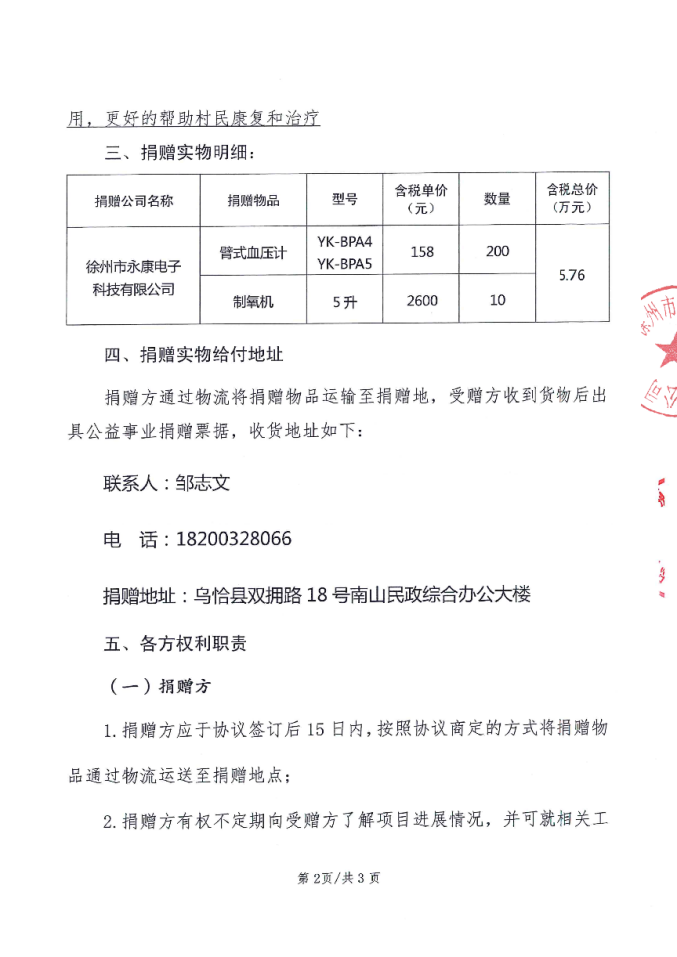 用，更好的帮助村民康复和治疗
三、捐赠实物明细：
捐赠公司名称 捐赠物品 型号 含税单价（元） 数量 含税总价（万元）
徐州市永康电子科技有限公司 臂式血压计 YK-BPA4 YK-BPA5 158 200 5.76
制氧机 5 升 2600 10
四、捐赠实物给付地址
捐赠方通过物流将捐赠物品运输至捐赠地，受赠方收到货物后出
具公益事业捐赠票据，收货地址如下：
联系人：邹志文
电 话：18200328066
捐赠地址：乌恰县双拥路 18 号南山民政综合办公大楼
五、各方权利职责
（一）捐赠方
1.捐赠方应于协议签订后 15 日内，按照协议商定的方式将捐赠物
品通过物流运送至捐赠地点；
2.捐赠方有权不定期向受赠方了解项目进展情况，并可就相关工
第 2页/共 3 页
州市
公司